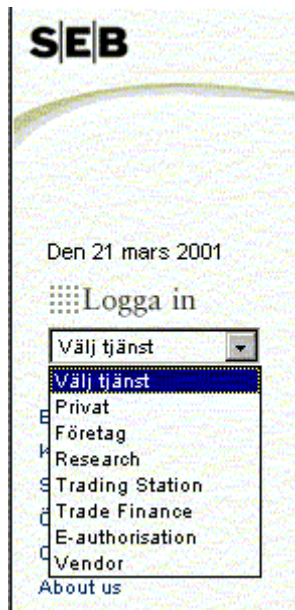 S|E|B
Den 21 mars 2001
Logga in
Välj tjänst
Välj tjänst
Privat
Företag
Research
Trading Station
Trade Finance
E-authorisation
Vendor
About us